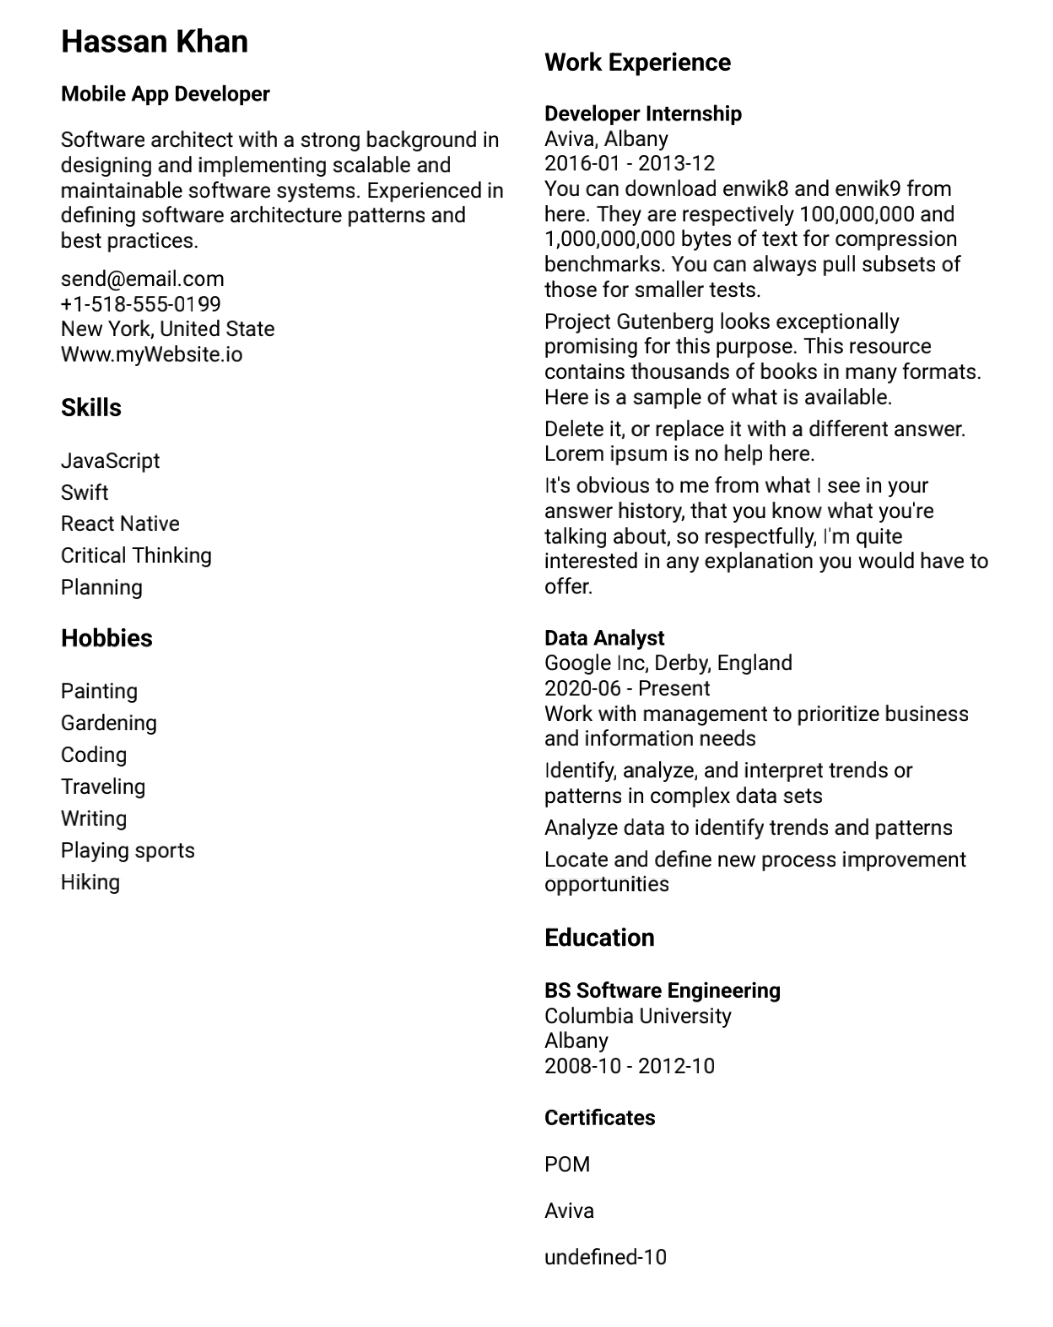 Hassan Khan
Mobile App Developer
Software architect with a strong background in
designing and implementing scalable and
maintainable software systems. Experienced in
defining software architecture patterns and
best practices.
send@email.com
+1-518-555-0199
New York, United State
Www.myWebsite.io
Skills
JavaScript
Swift
React Native
Critical Thinking
Planning
Hobbies
Painting
Gardening
Coding
Traveling
Writing
Playing sports
Hiking
Work Experience
Developer Internship
Aviva, Albany
2016-01 - 2013-12
You can download enwik8 and enwik9 from
here. They are respectively 100,000,000 and
1,000,000,000 bytes of text for compression
benchmarks. You can always pull subsets of
those for smaller tests.
Project Gutenberg looks exceptionally
promising for this purpose. This resource
contains thousands of books in many formats.
Here is a sample of what is available.
Delete it, or replace it with a different answer.
Lorem ipsum is no help here.
It's obvious to me from what I see in your
answer history, that you know what you're
talking about, so respectfully, I'm quite
interested in any explanation you would have to
offer.
Data Analyst
Google Inc, Derby, England
2020-06 - Present
Work with management to prioritize business
and information needs
Identify, analyze, and interpret trends or
patterns in complex data sets
Analyze data to identify trends and patterns
Locate and define new process improvement
opportunities
Education
BS Software Engineering
Columbia University
Albany
2008-10 - 2012-10
Certificates
POM
Aviva
undefined-10